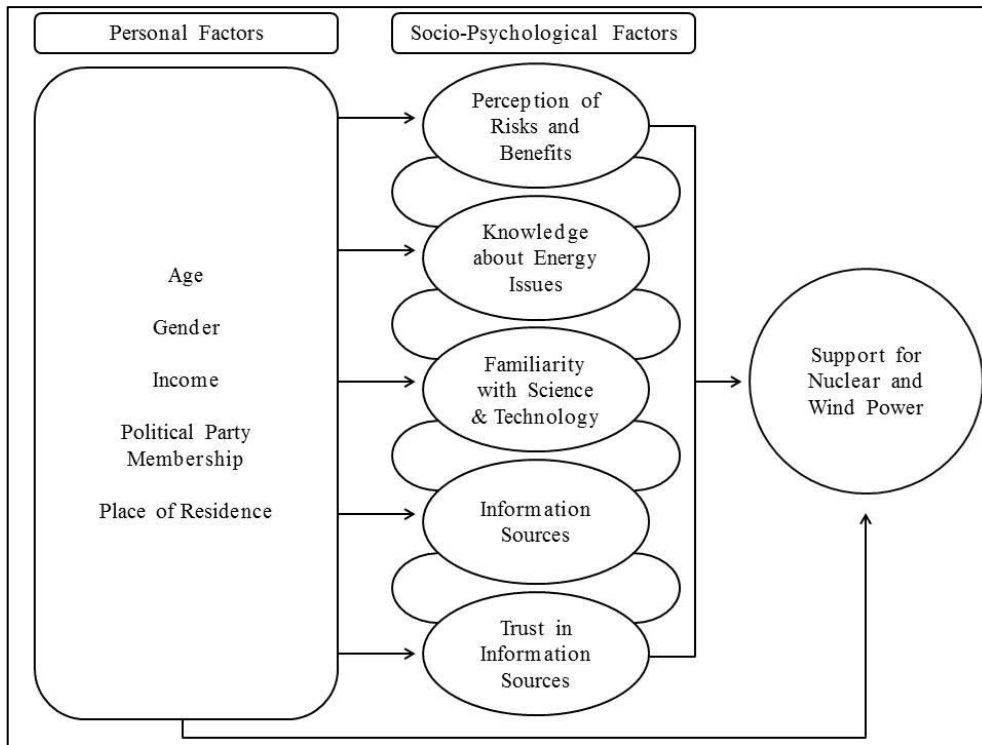 Personal Factors
Socio-Psychological Factors
Age
Gender
Income
Political Party
Membership
Place of Residence
Perception of
Risks and
Benefits
Knowledge
about Energy
Issues
Familiarity
with Science
& Technology
Information
Sources
Trust in
Information
Sources
Support for
Nuclear and
Wind Power